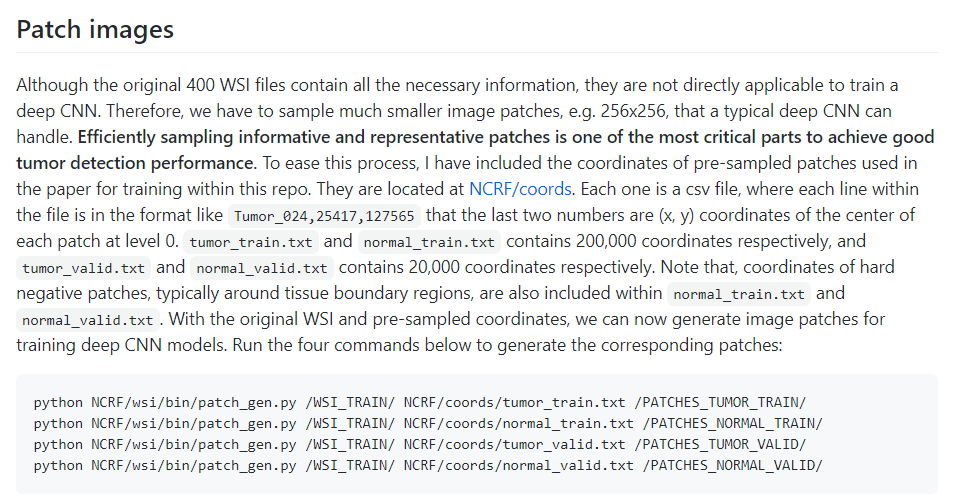 Patch images
Although the original 400 WSI files contain all the necessary information, they are not directly applicable to train a
deep CNN. Therefore, we have to sample much smaller image patches, e.g. 256x256, that a typical deep CNN can
handle. Efficiently sampling informative and representative patches is one of the most critical parts to achieve good
tumor detection performance. To ease this process, I have included the coordinates of pre-sampled patches used in
the paper for training within this repo. They are located at NCRF/coords. Each one is a csv file, where each line within
the file is in the format like Tumor_024,25417,127565 that the last two numbers are (x, y) coordinates of the center of
each patch at level 0. tumor_train.txt and normal_train.txt contains 200,000 coordinates respectively, and
tumor_valid.txt and normal_valid.txt contains 20,000 coordinates respectively. Note that, coordinates of hard
negative patches, typically around tissue boundary regions, are also included within normal_train.txt and
normal_valid.txt. With the original WSI and pre-sampled coordinates, we can now generate image patches for
training deep CNN models. Run the four commands below to generate the corresponding patches:
python NCRF/wsi/bin/patch_gen.py /WSI_TRAIN/ NCRF/coords/tumor_train.txt /PATCHES_TUMOR_TRAIN/
python NCRF/wsi/bin/patch_gen.py /WSI_TRAIN/ NCRF/coords/normal_train.txt /PATCHES_NORMAL_TRAIN/
python NCRF/wsi/bin/patch_gen.py /WSI_TRAIN/ NCRF/coords/tumor_valid.txt /PATCHES_TUMOR_VALID/
python NCRF/wsi/bin/patch_gen.py /WSI_TRAIN/ NCRF/coords/normal_valid.txt /PATCHES_NORMAL_VALID/